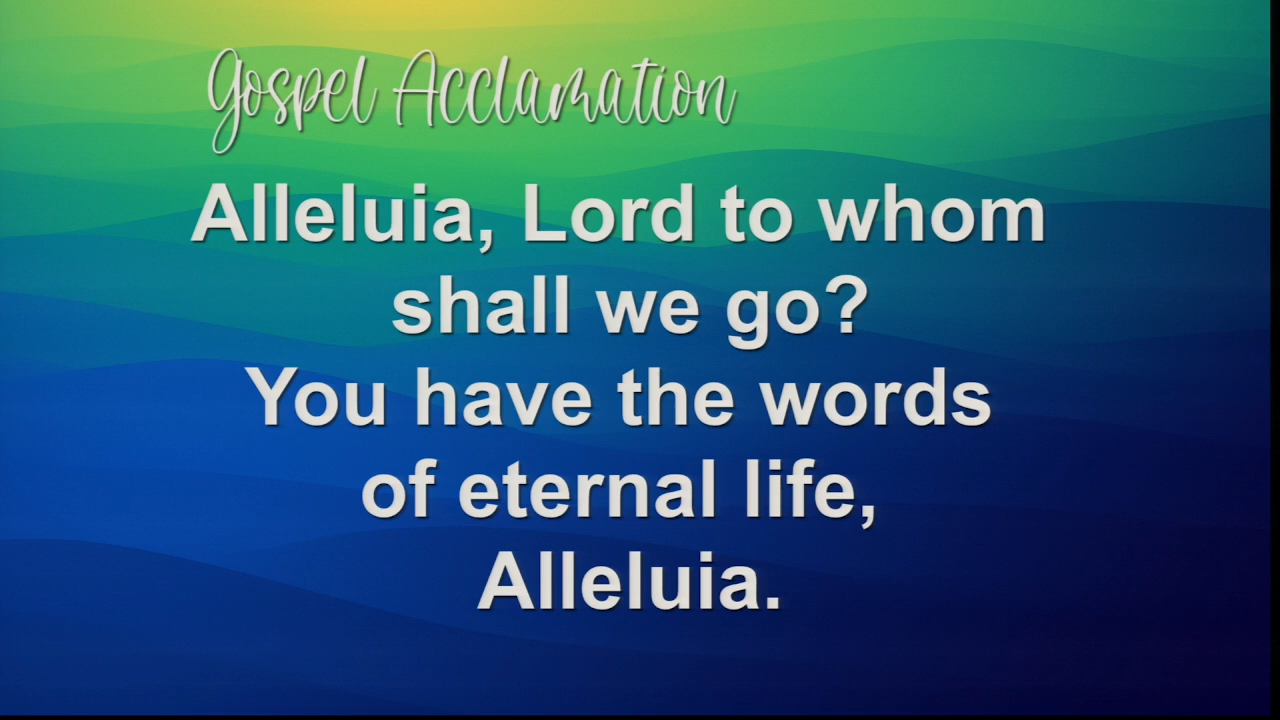 Gospel Acclamation
Alleluia, Lord to whom
shall we go?
You have the words
of eternal life,
Alleluia.